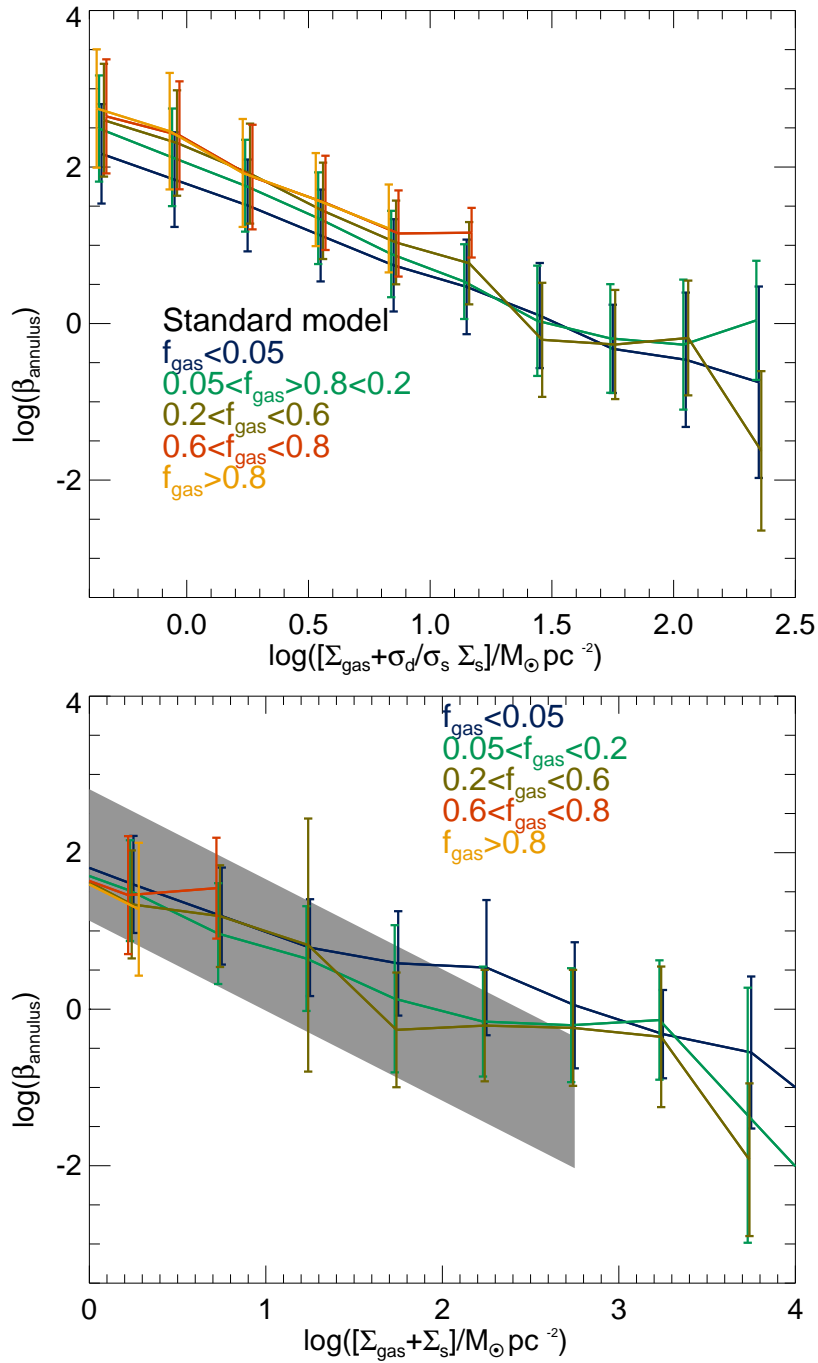 4
2
0
-2
log(β_annulus)
Standard model
f_gas<0.05
0.05<f_gas>0.8<0.2
0.2<f_gas<0.6
0.6<f_gas<0.8
f_gas>0.8
0.0 0.5 1.0 1.5 2.0 2.5
log([Σ_gas+σ_d/σ_s Σ_s]/M_⊙ pc^-2)
4
2
0
-2
log(β_annulus)
f_gas<0.05
0.05<f_gas<0.2
0.2<f_gas<0.6
0.6<f_gas<0.8
f_gas>0.8
0 1 2 3 4
log([Σ_gas+Σ_s]/M_⊙ pc^-2)